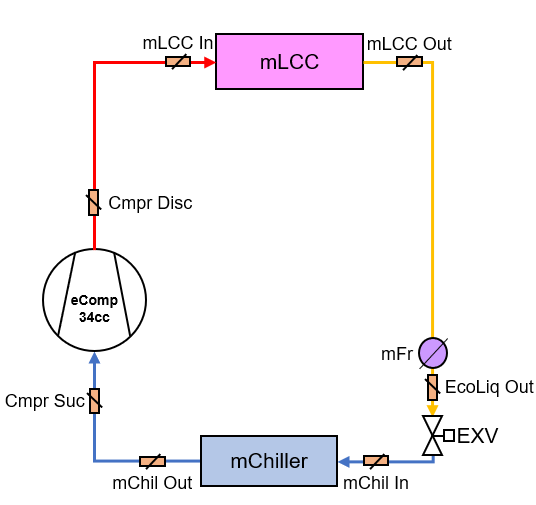 mLCC In
mLCC
mLCC Out
Cmpr Disc
eComp
34cc
mFr
EcoLiq Out
Cmpr Suc
EXV
mChiller
mChil Out
mChil In